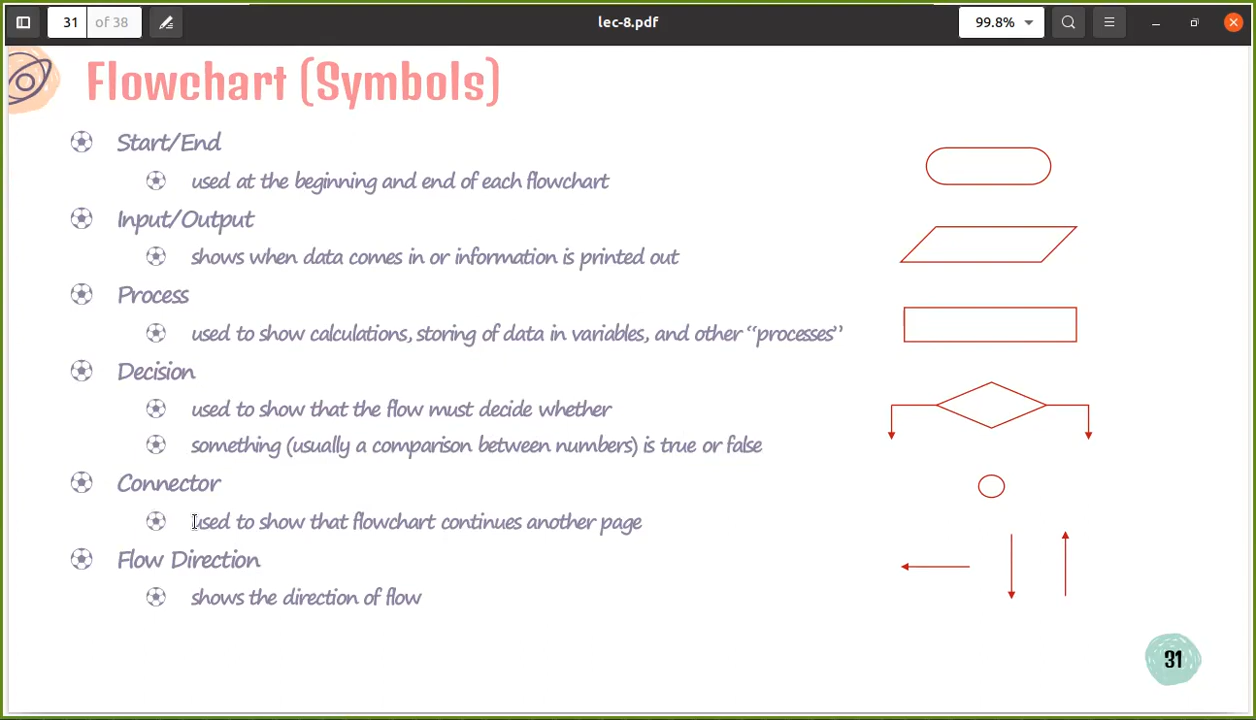 31 of 38
lec-8.pdf
99.8%
Flowchart (Symbols)
Start/End
used at the beginning and end of each flowchart
Input/Output
shows when data comes in or information is printed out
Process
used to show calculations, storing of data in variables, and other “processes”
Decision
used to show that the flow must decide whether
something (usually a comparison between numbers) is true or false
Connector
used to show that flowchart continues another page
Flow Direction
shows the direction of flow
31